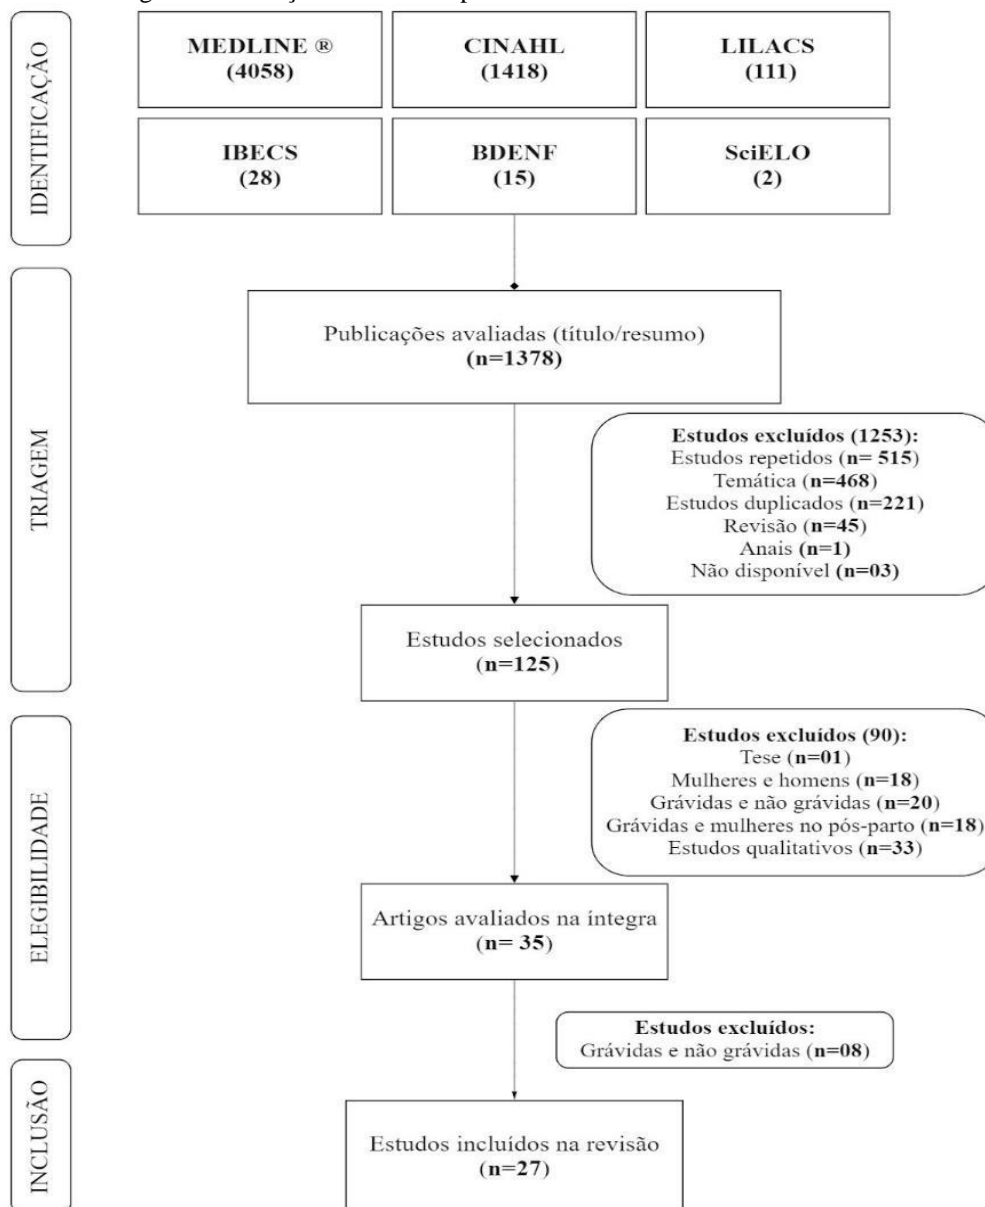 IDENTIFICAÇÃO
MEDLINE ®
(4058)
CINAHL
(1418)
LILACS
(111)
IBECS
(28)
BDENF
(15)
SciELO
(2)
TRIAGEM
Publicações avaliadas (título/resumo)
(n=1378)
Estudos excluídos (1253):
Estudos repetidos (n= 515)
Temática (n=468)
Estudos duplicados (n=221)
Revisão (n=45)
Anais (n=1)
Não disponível (n=03)
Estudos selecionados
(n=125)
ELEGIBILIDADE
Estudos excluídos (90):
Tese (n=01)
Mulheres e homens (n=18)
Grávidas e não grávidas (n=20)
Grávidas e mulheres no pós-parto (n=18)
Estudos qualitativos (n=33)
Artigos avaliados na íntegra
(n= 35)
Estudos excluídos:
Grávidas e não grávidas (n=08)
INCLUSÃO
Estudos incluídos na revisão
(n=27)